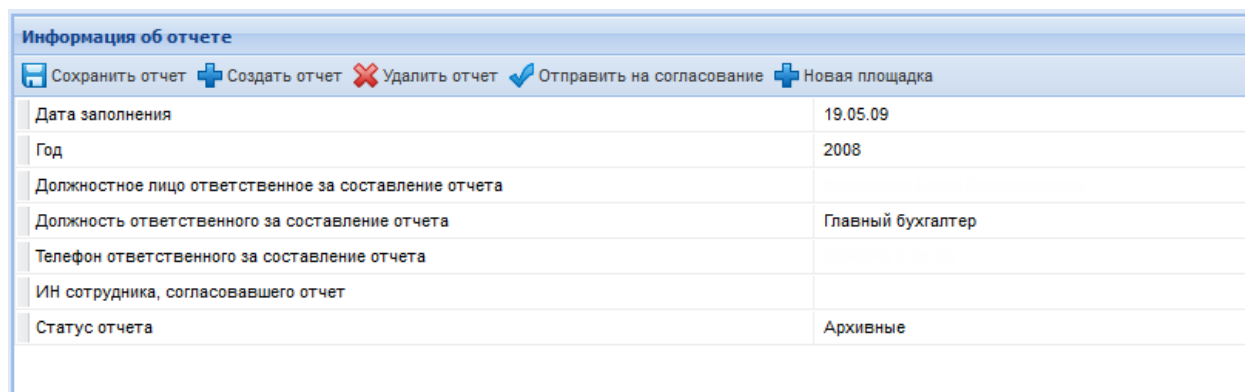 Информация об отчете
Сохранить отчет Создать отчет Удалить отчет Отправить на согласование Новая площадка
Дата заполнения 19.05.09
Год 2008
Должностное лицо ответственное за составление отчета
Должность ответственного за составление отчета Главный бухгалтер
Телефон ответственного за составление отчета
ИН сотрудника, согласовавшего отчет
Статус отчета Архивные